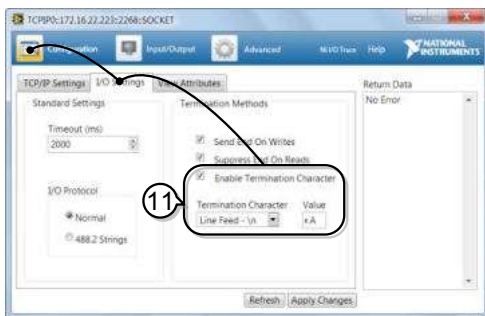 TCPIP0::172.16.22.223::2268::SOCKET
Configuration Input/Output Advanced NI I/O Trace Help NATIONAL INSTRUMENTS
TCP/IP Settings I/O Settings View Attributes Return Data
Standard Settings Termination Methods No Error
Timeout (ms)
2000
Send End On Writes
Suppress End On Reads
Enable Termination Character
I/O Protocol
Normal
488.2 Strings
11
Termination Character Value
Line Feed - \n xA
Refresh Apply Changes